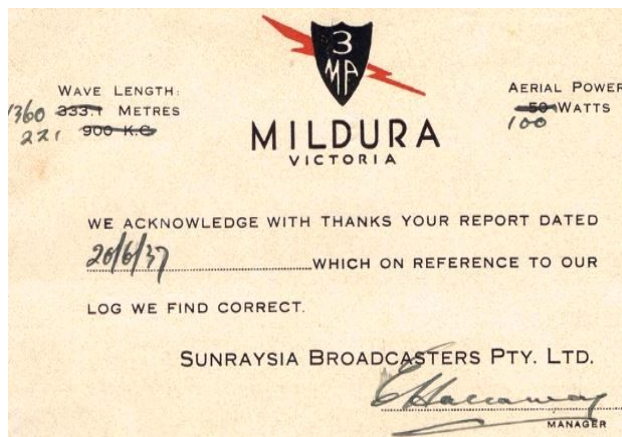 3
MA
WAVE LENGTH:
1360 333.1 METRES
221 900 K.C.
AERIAL POWER
50 WATTS
100
MILDURA
VICTORIA
WE ACKNOWLEDGE WITH THANKS YOUR REPORT DATED
20/6/37 WHICH ON REFERENCE TO OUR
LOG WE FIND CORRECT.
SUNRAYSIA BROADCASTERS PTY. LTD.
MANAGER